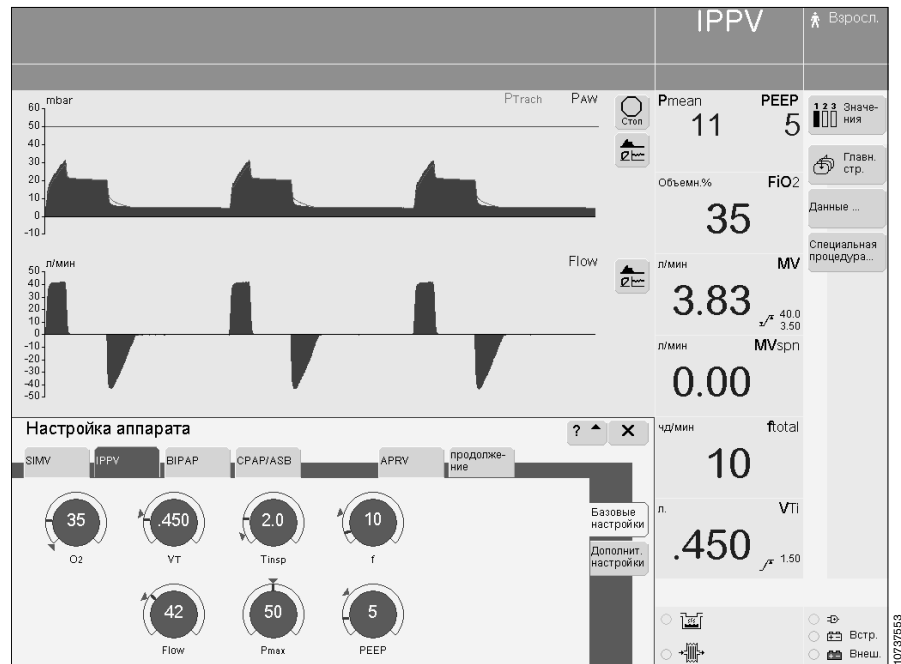 IPPV
Взросл.
mbar
PTrach
PAW
60
50
40
30
20
10
0
-10
Стоп
Pmean
PEEP
11
5
1 2 3 Значе-
ния
Главн.
стр.
Данные ...
Специальная
процедура...
Объемн.%
FiO2
35
л/мин
Flow
50
40
30
20
10
0
-10
-20
-30
-40
-50
л/мин
MV
3.83
40.0
3.50
л/мин
MVspn
0.00
чд/мин
ftotal
10
л.
VTi
.450
1.50
Настройка аппарата
?
X
SIMV
IPPV
BIPAP
CPAP/ASB
APRV
продолже-
ние
35
O2
.450
VT
2.0
Tinsp
10
f
42
Flow
50
Pmax
5
PEEP
Базовые
настройки
Дополнит.
настройки
Встр.
Внеш.
10737553